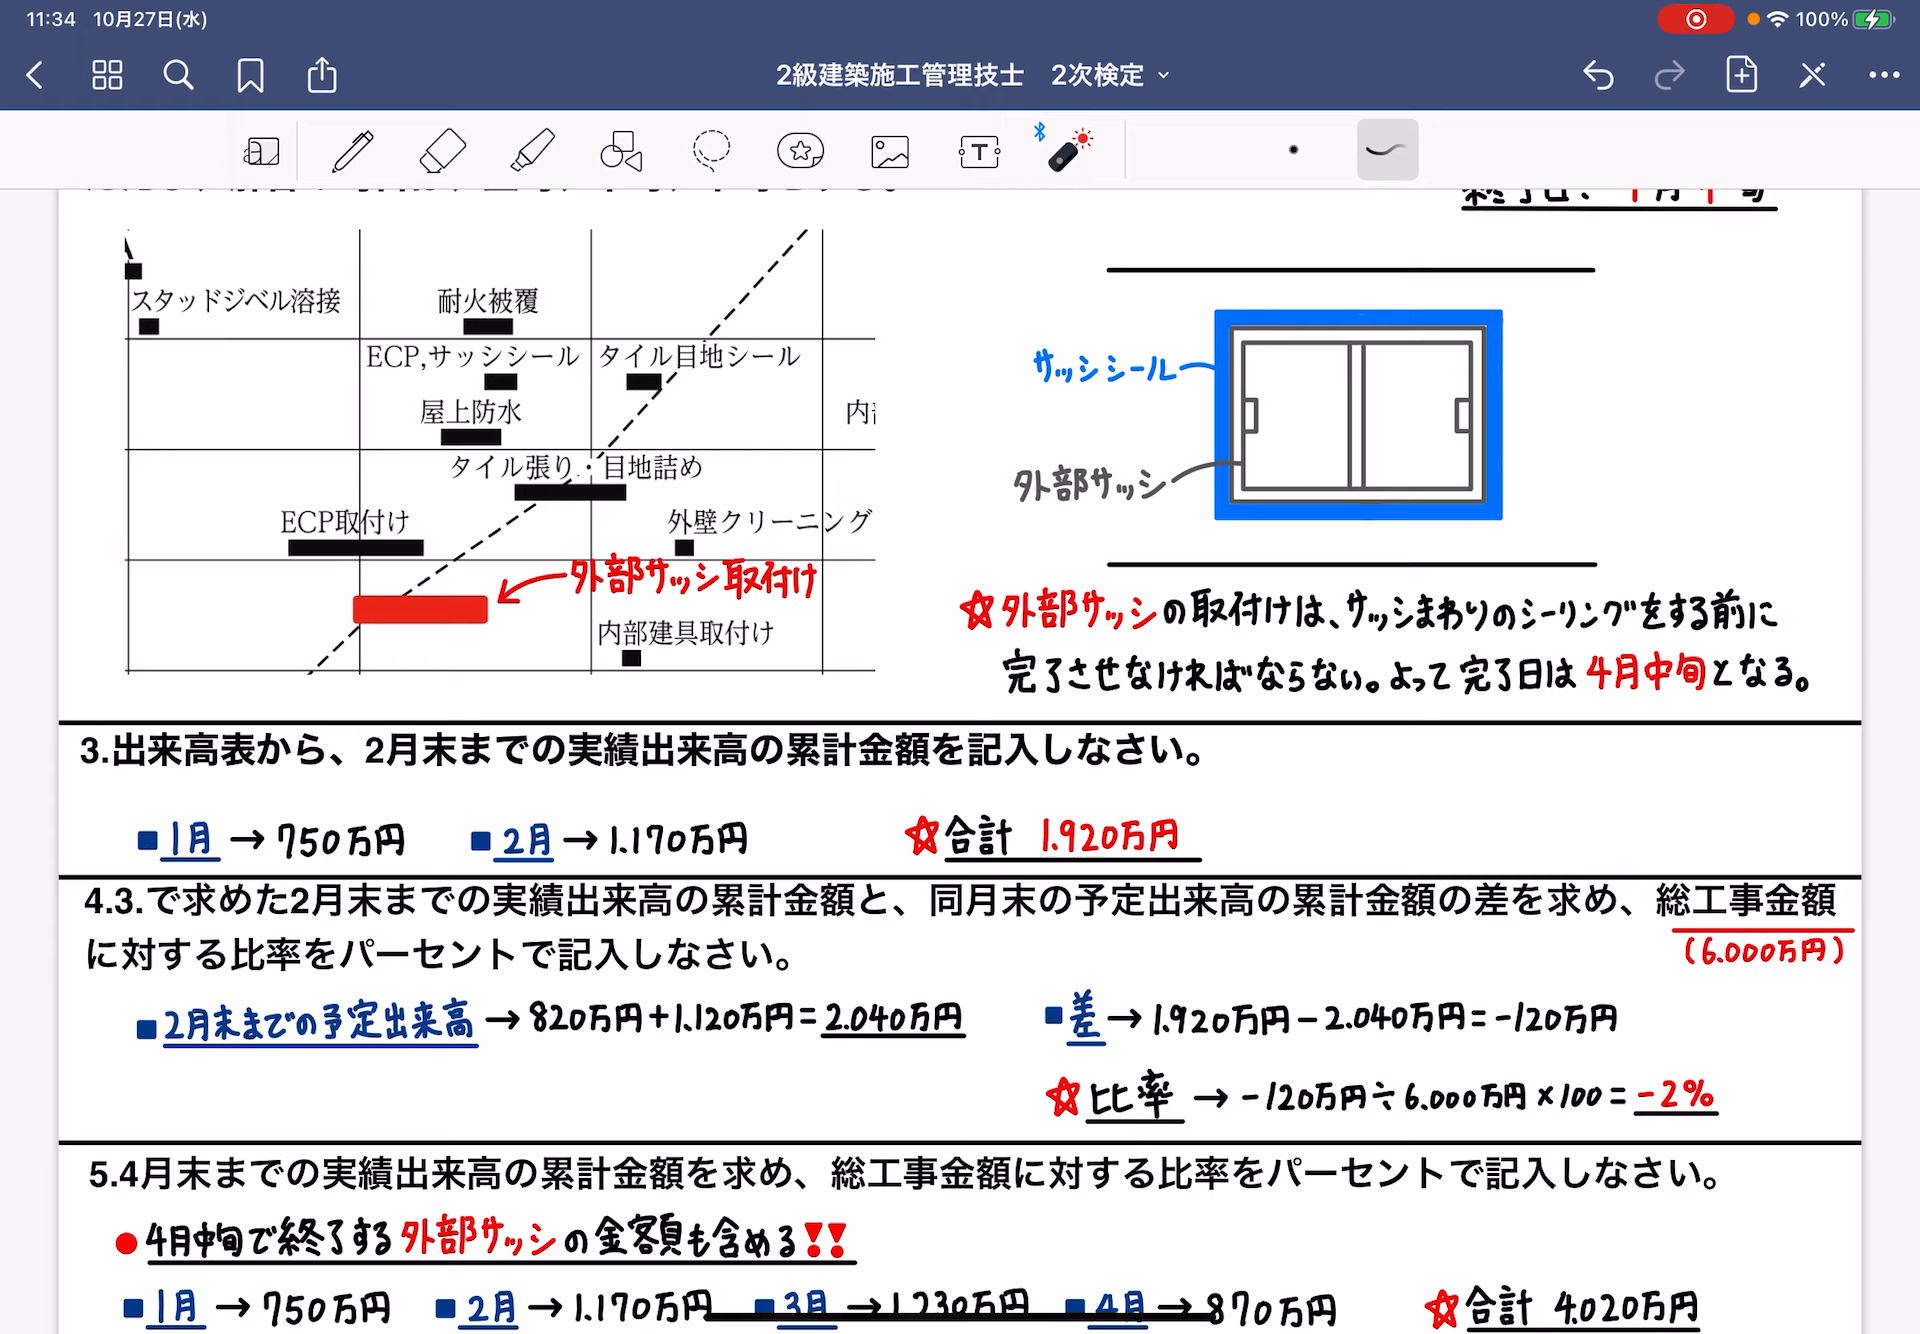 11:34 10月27日(水)
100%
2級建築施工管理技士 2次検定
スタッドジベル溶接
耐火被覆
ECP,サッシシール
タイル目地シール
屋上防水
タイル張り・目地詰め
ECP取付け
外壁クリーニング
外部サッシ取付け
内部建具取付け
サッシシール
外部サッシ
☆外部サッシの取付けは、サッシまわりのシーリングをする前に
完了させなければならない。よって完了日は4月中旬となる。
3.出来高表から、2月末までの実績出来高の累計金額を記入しなさい。
■1月→750万円 ■2月→1.170万円 ☆合計 1.920万円
4.3.で求めた2月末までの実績出来高の累計金額と、同月末の予定出来高の累計金額の差を求め、総工事金額
に対する比率をパーセントで記入しなさい。
(6.000万円)
■2月末までの予定出来高→820万円+1.120万円=2.040万円
■差→1.920万円-2.040万円=-120万円
☆比率→-120万円÷6.000万円×100=-2%
5.4月末までの実績出来高の累計金額を求め、総工事金額に対する比率をパーセントで記入しなさい。
●4月中旬で終了する外部サッシの金額も含める!!
■1月→750万円 ■2月→1.170万円 ■3月→1.230万円 ■4月→870万円 ☆合計 4.020万円